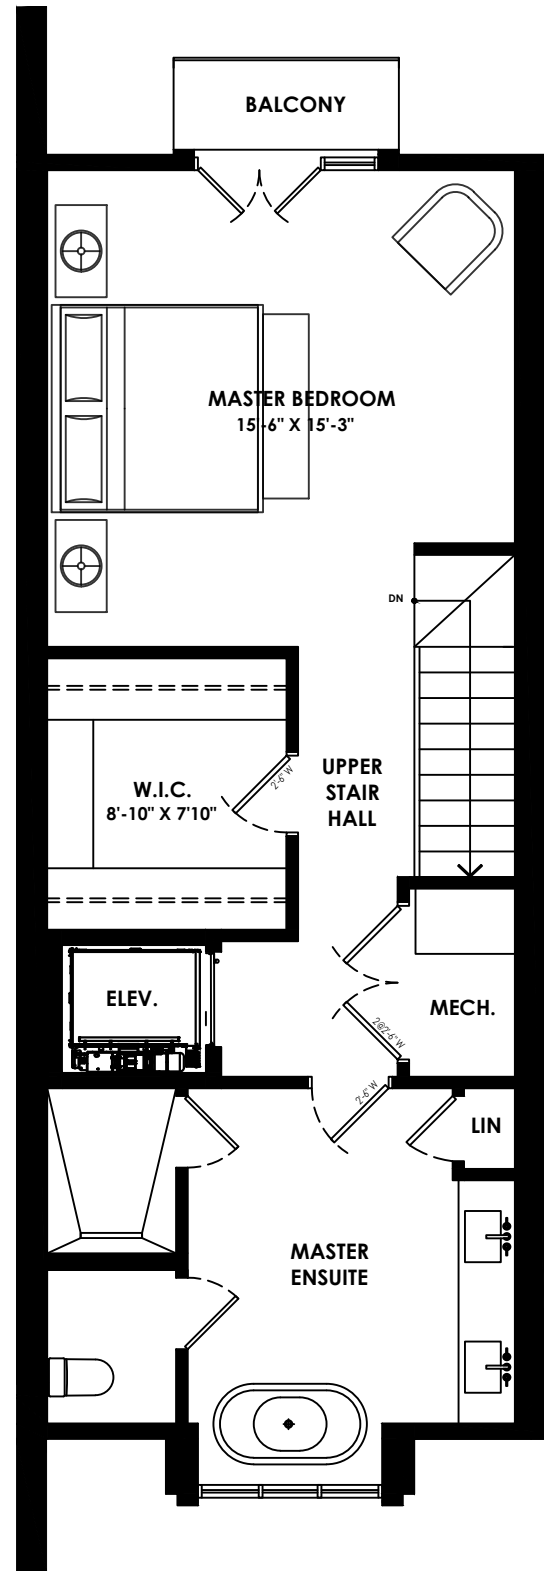 BALCONY
MASTER BEDROOM
15'-6" X 15'-3"
DN
W.I.C.
8'-10" X 7'10"
2'-6" W
UPPER
STAIR
HALL
ELEV.
MECH.
2@2'-6" W
2'-6" W
LIN
MASTER
ENSUITE